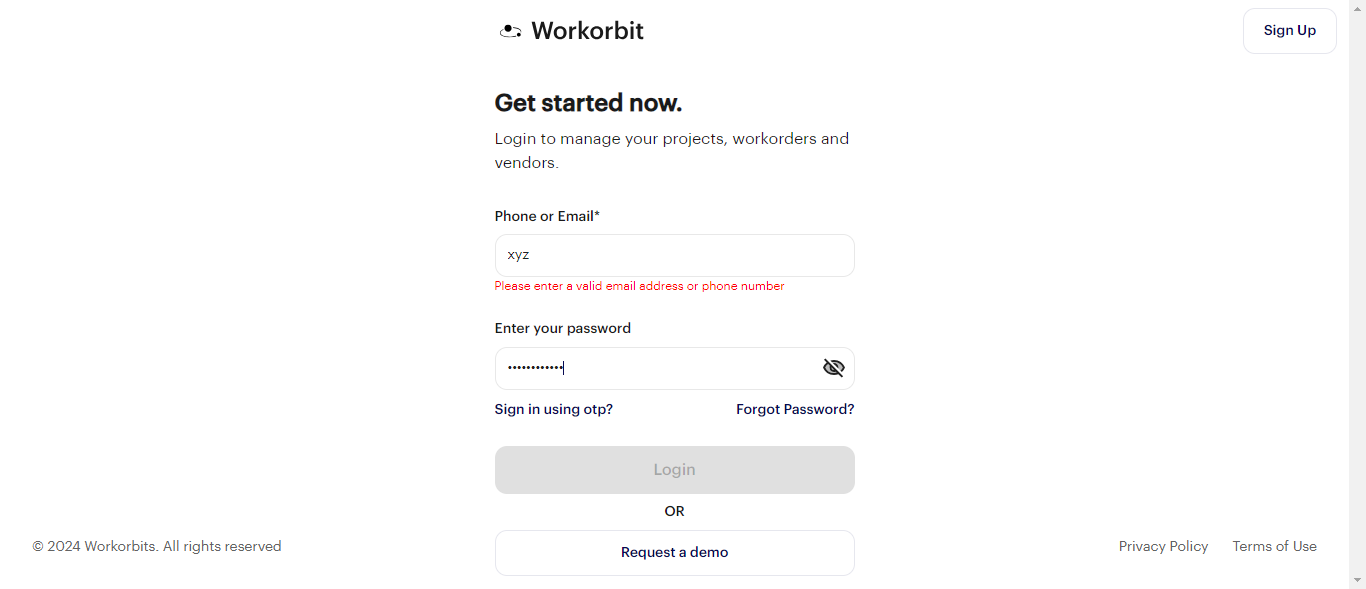 Workorbit
Sign Up
Get started now.
Login to manage your projects, workorders and
vendors.
Phone or Email*
xyz
Please enter a valid email address or phone number
Enter your password
••••••••••••
Sign in using otp?
Forgot Password?
Login
OR
Request a demo
© 2024 Workorbits. All rights reserved
Privacy Policy
Terms of Use